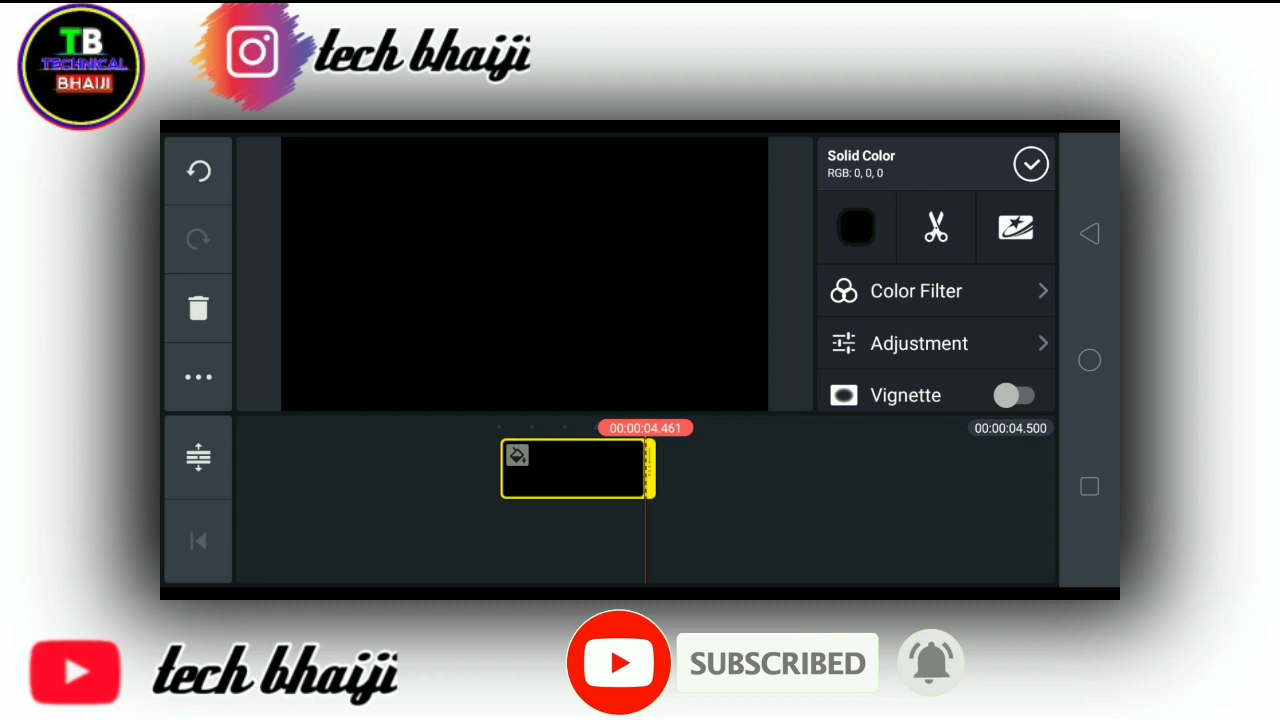 TB
TECHNICAL
BHAIJI
tech bhaiji
Solid Color
RGB: 0, 0, 0
Color Filter
Adjustment
Vignette
00:00:04.461
00:00:04.500
tech bhaiji
SUBSCRIBED